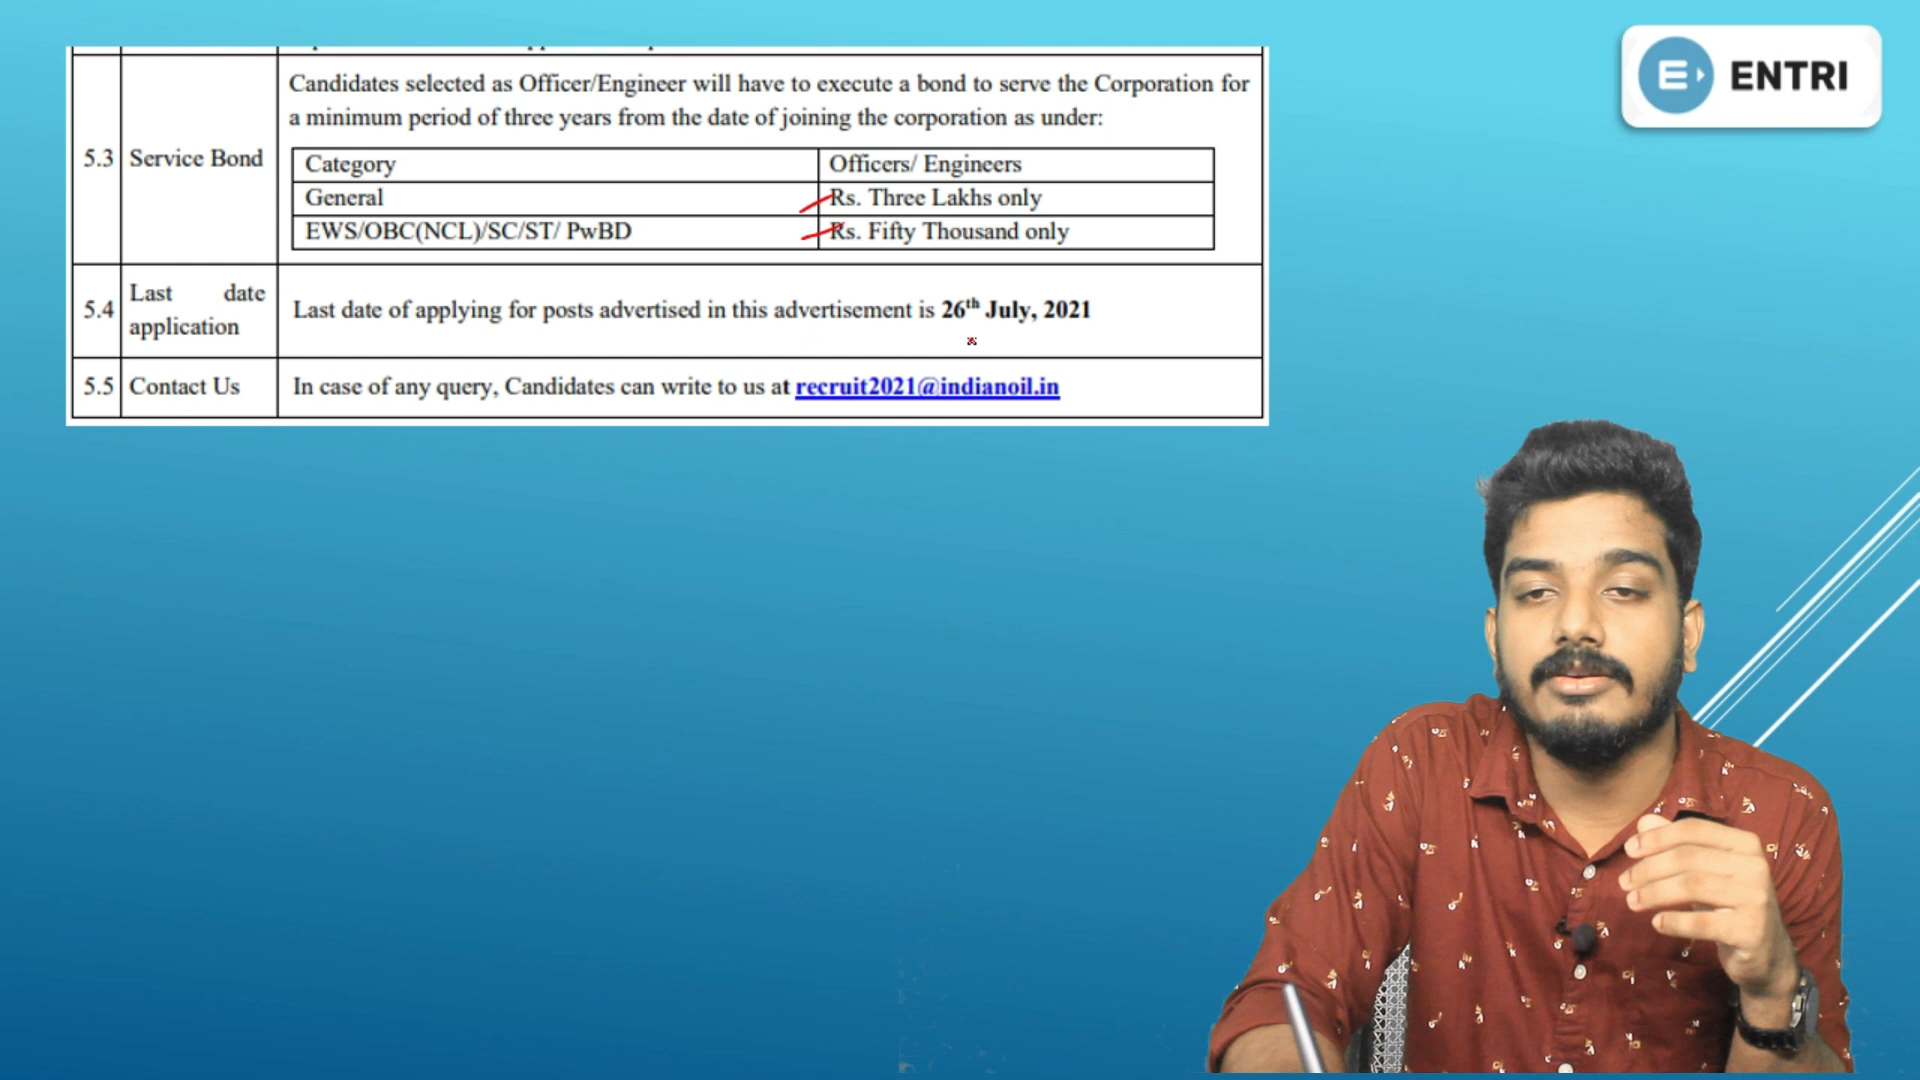 Candidates selected as Officer/Engineer will have to execute a bond to serve the Corporation for
a minimum period of three years from the date of joining the corporation as under:
5.3 Service Bond
Category Officers/ Engineers
General Rs. Three Lakhs only
EWS/OBC(NCL)/SC/ST/ PwBD Rs. Fifty Thousand only
5.4 Last date
application
Last date of applying for posts advertised in this advertisement is 26th July, 2021
5.5 Contact Us In case of any query, Candidates can write to us at recruit2021@indianoil.in
E ENTRI